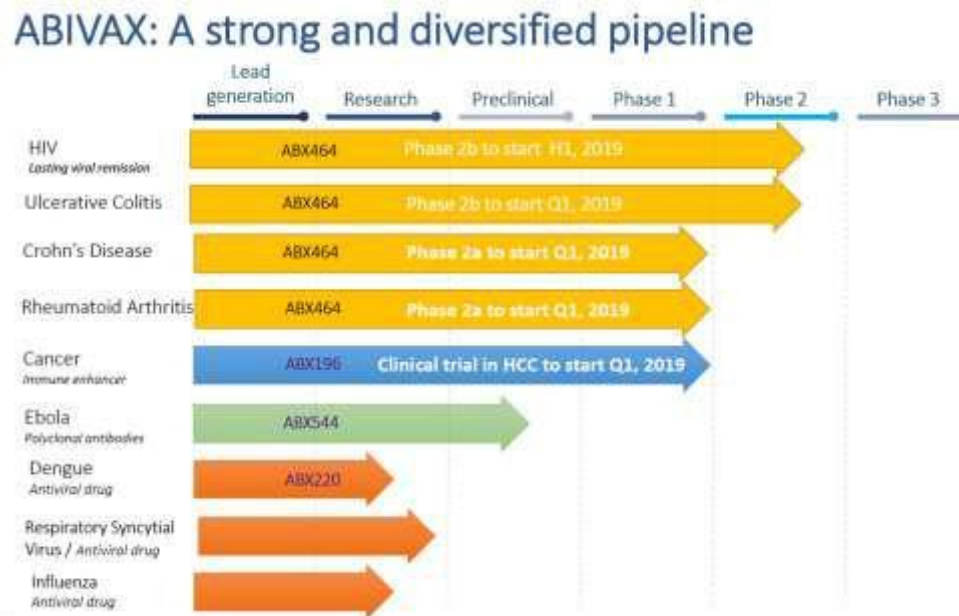 ABIVAX: A strong and diversified pipeline
Lead
generation Research Preclinical Phase 1 Phase 2 Phase 3
HIV ABX464 Phase 2b to start H1, 2019
Lasting viral remission
Ulcerative Colitis ABX464 Phase 2b to start Q1, 2019
Crohn's Disease ABX464 Phase 2a to start Q1, 2019
Rheumatoid Arthritis ABX464 Phase 2a to start Q1, 2019
Cancer ABX196 Clinical trial in HCC to start Q1, 2019
Immune enhancer
Ebola ABX544
Polyclonal antibodies
Dengue ABX220
Antiviral drug
Respiratory Syncytial
Virus / Antiviral drug
Influenza
Antiviral drug